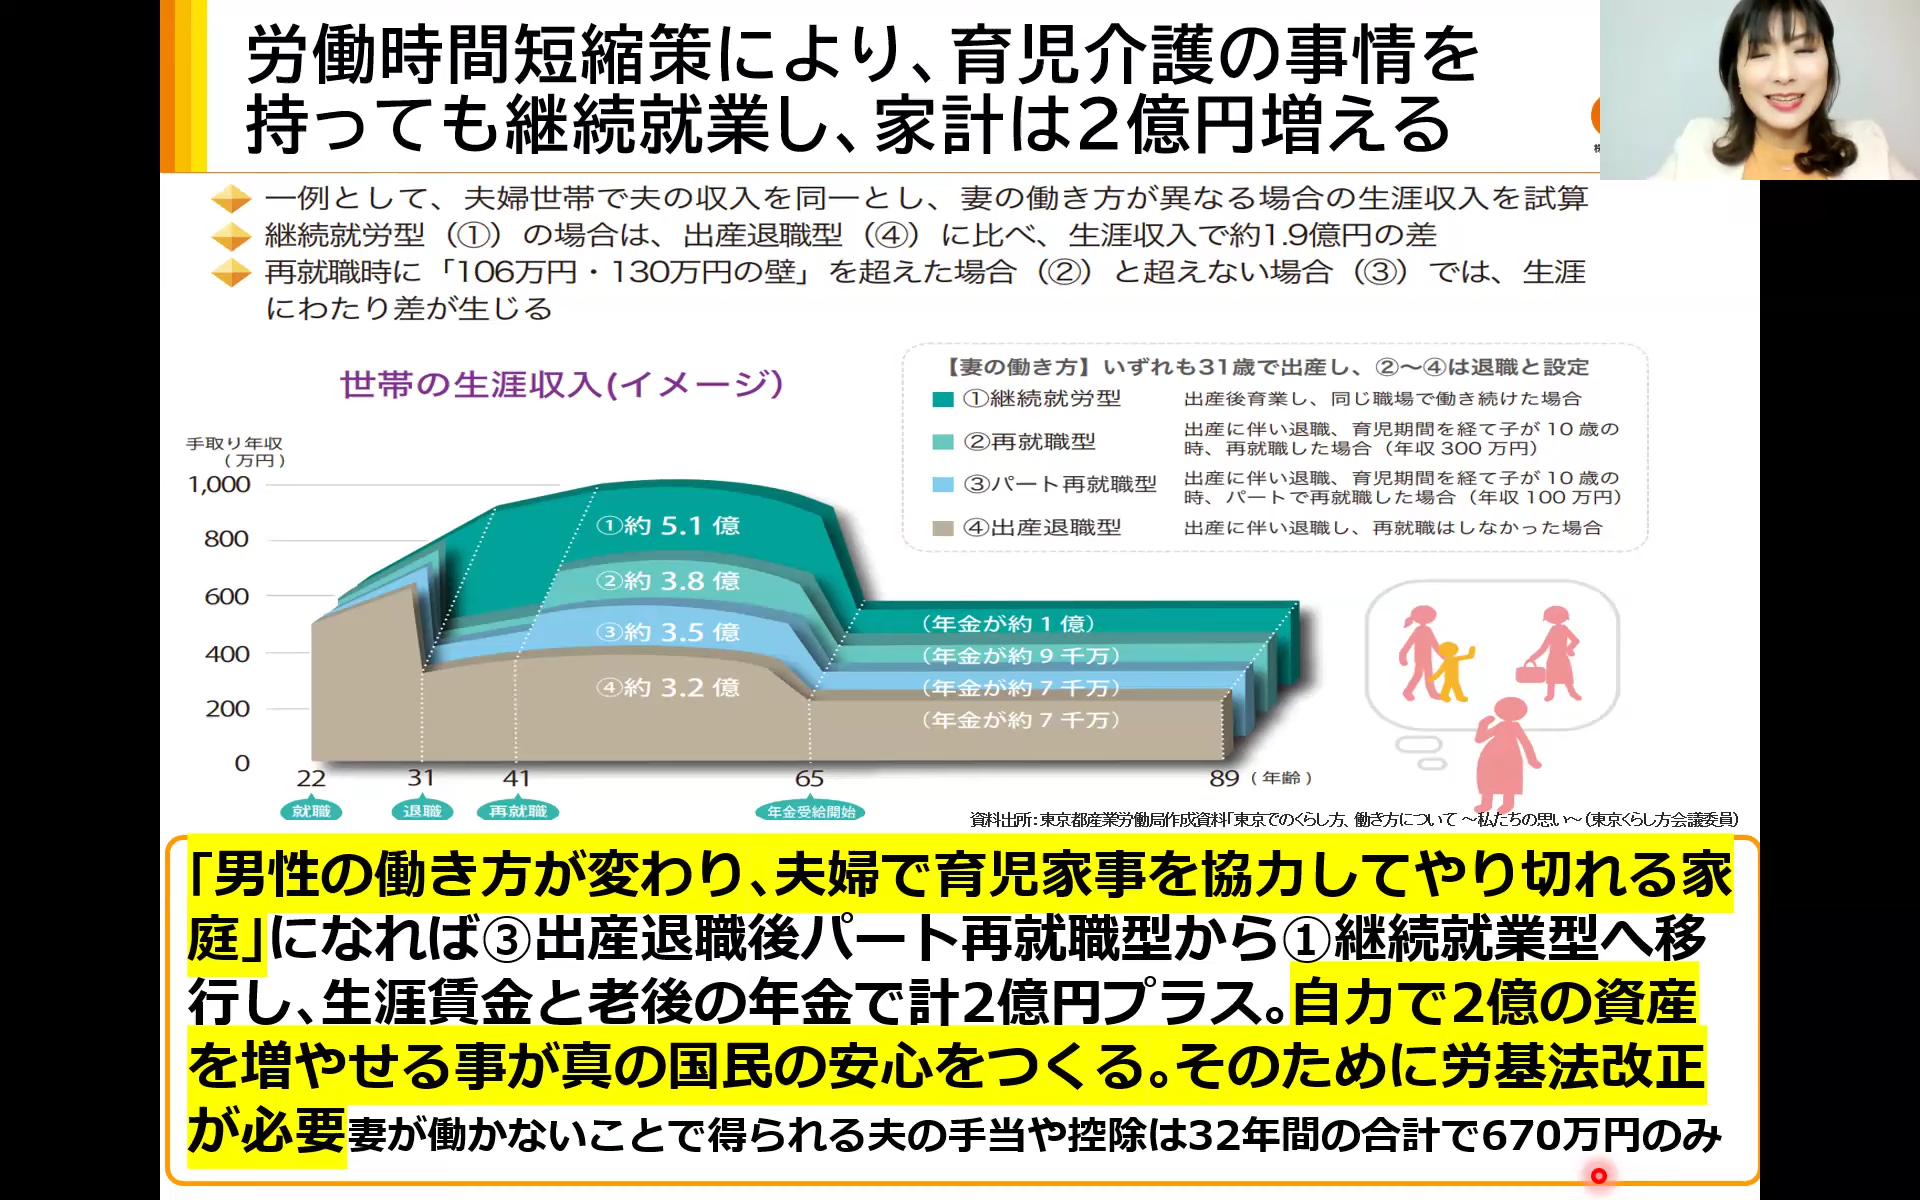 労働時間短縮策により、育児介護の事情を
持っても継続就業し、家計は2億円増える
一例として、夫婦世帯で夫の収入を同一とし、妻の働き方が異なる場合の生涯収入を試算
継続就労型（①）の場合は、出産退職型（④）に比べ、生涯収入で約1.9億円の差
再就職時に「106万円・130万円の壁」を超えた場合（②）と超えない場合（③）では、生涯
にわたり差が生じる
世帯の生涯収入(イメージ)
【妻の働き方】いずれも31歳で出産し、②～④は退職と設定
①継続就労型 出産後育業し、同じ職場で働き続けた場合
②再就職型 出産に伴い退職、育児期間を経て子が10歳の
時、再就職した場合（年収300万円）
③パート再就職型 出産に伴い退職、育児期間を経て子が10歳の
時、パートで再就職した場合（年収100万円）
④出産退職型 出産に伴い退職し、再就職はしなかった場合
手取り年収
(万円)
1,000
800
600
400
200
0
①約 5.1 億
②約 3.8 億
③約 3.5 億
④約 3.2 億
(年金が約1億)
(年金が約9千万)
(年金が約7千万)
(年金が約7千万)
22 31 41 65 89 (年齢)
就職 退職 再就職 年金受給開始
資料出所：東京都産業労働局作成資料「東京でのくらし方、働き方について ～私たちの思い～（東京くらし方会議委員）
「男性の働き方が変わり、夫婦で育児家事を協力してやり切れる家
庭」になれば③出産退職後パート再就職型から①継続就業型へ移
行し、生涯賃金と老後の年金で計2億円プラス。自力で2億の資産
を増やせる事が真の国民の安心をつくる。そのために労基法改正
が必要妻が働かないことで得られる夫の手当や控除は32年間の合計で670万円のみ